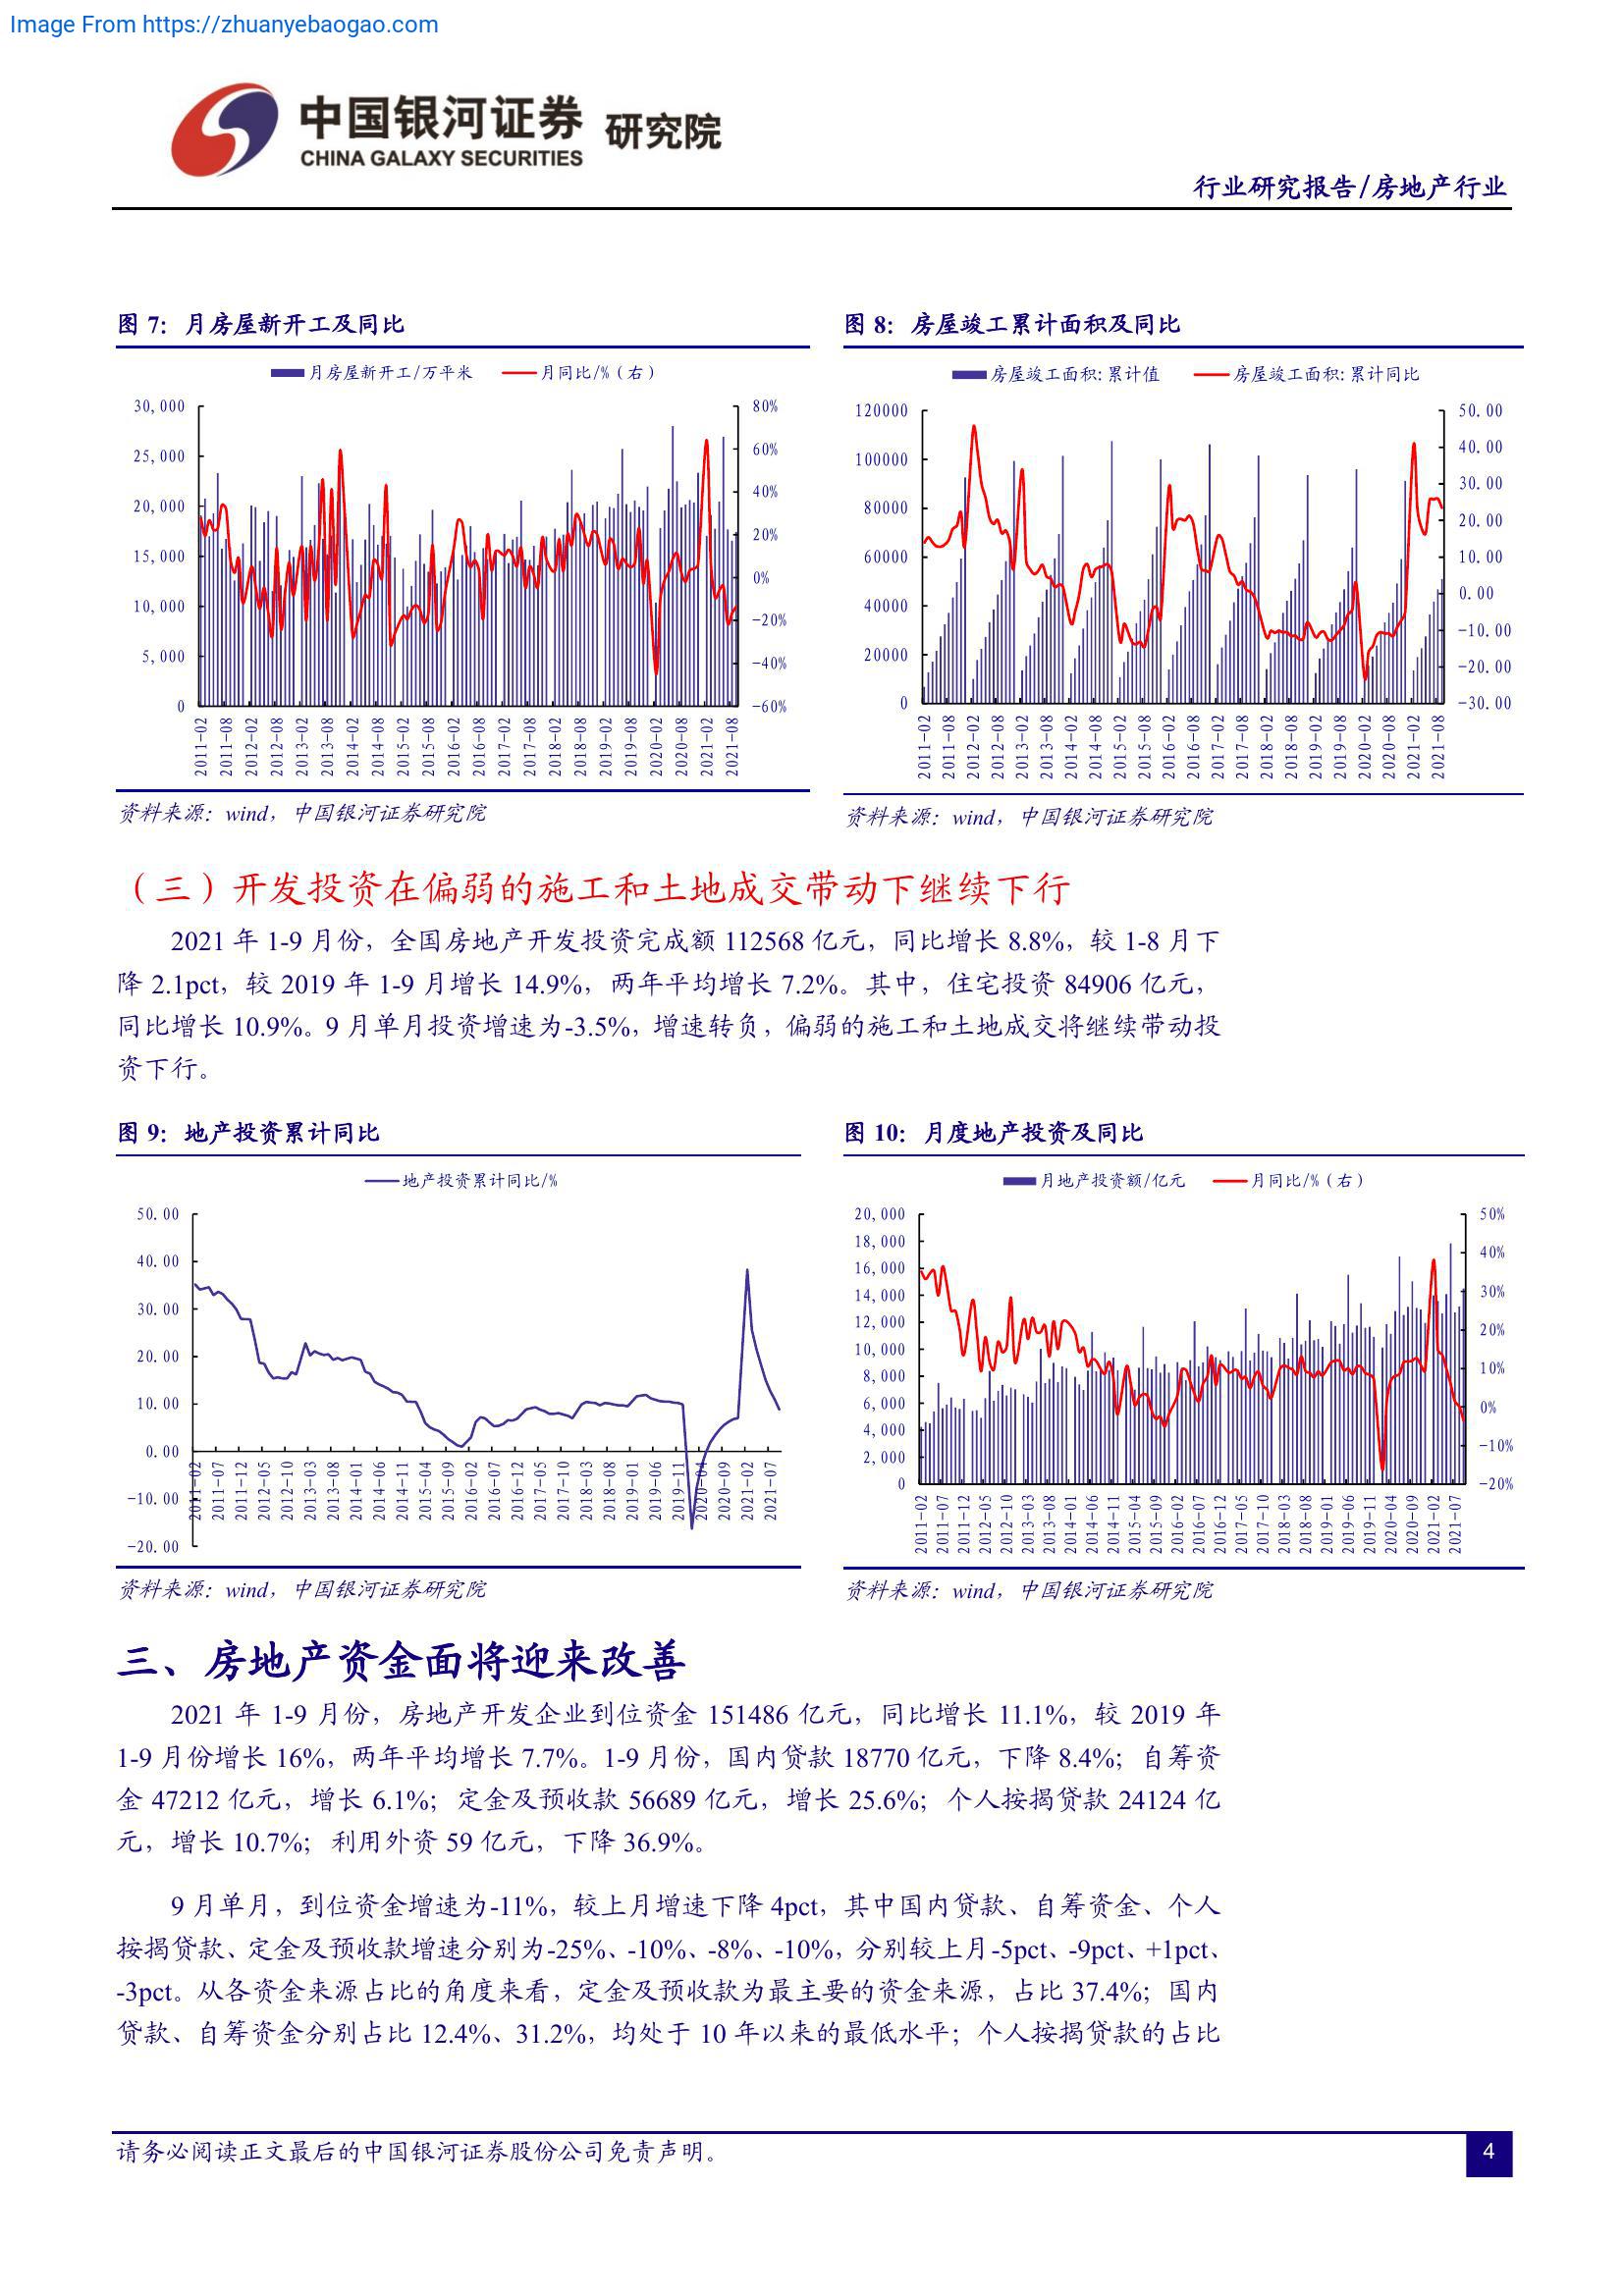 Image From https://zhuanyebaogao.com
中国银河证券 研究院
CHINA GALAXY SECURITIES
行业研究报告/房地产行业
图 7：月房屋新开工及同比
月房屋新开工/万平米 月同比/%（右）
30,000
25,000
20,000
15,000
10,000
5,000
0
80%
60%
40%
20%
0%
-20%
-40%
-60%
2011-02 2011-08 2012-02 2012-08 2013-02 2013-08 2014-02 2014-08 2015-02 2015-08 2016-02 2016-08 2017-02 2017-08 2018-02 2018-08 2019-02 2019-08 2020-02 2020-08 2021-02 2021-08
资料来源：wind，中国银河证券研究院
图 8：房屋竣工累计面积及同比
房屋竣工面积:累计值 房屋竣工面积:累计同比
120000
100000
80000
60000
40000
20000
0
50.00
40.00
30.00
20.00
10.00
0.00
-10.00
-20.00
-30.00
2011-02 2011-08 2012-02 2012-08 2013-02 2013-08 2014-02 2014-08 2015-02 2015-08 2016-02 2016-08 2017-02 2017-08 2018-02 2018-08 2019-02 2019-08 2020-02 2020-08 2021-02 2021-08
资料来源：wind，中国银河证券研究院
（三）开发投资在偏弱的施工和土地成交带动下继续下行
2021 年 1-9 月份，全国房地产开发投资完成额 112568 亿元，同比增长 8.8%，较 1-8 月下
降 2.1pct，较 2019 年 1-9 月增长 14.9%，两年平均增长 7.2%。其中，住宅投资 84906 亿元，
同比增长 10.9%。9 月单月投资增速为-3.5%，增速转负，偏弱的施工和土地成交将继续带动投
资下行。
图 9：地产投资累计同比
地产投资累计同比/%
50.00
40.00
30.00
20.00
10.00
0.00
-10.00
-20.00
2011-02 2011-07 2011-12 2012-05 2012-10 2013-03 2013-08 2014-01 2014-06 2014-11 2015-04 2015-09 2016-02 2016-07 2016-12 2017-05 2017-10 2018-03 2018-08 2019-01 2019-06 2019-11 2020-04 2020-09 2021-02 2021-07
资料来源：wind，中国银河证券研究院
图 10：月度地产投资及同比
月地产投资额/亿元 月同比/%（右）
20,000
18,000
16,000
14,000
12,000
10,000
8,000
6,000
4,000
2,000
0
50%
40%
30%
20%
10%
0%
-10%
-20%
2011-02 2011-07 2011-12 2012-05 2012-10 2013-03 2013-08 2014-01 2014-06 2014-11 2015-04 2015-09 2016-02 2016-07 2016-12 2017-05 2017-10 2018-03 2018-08 2019-01 2019-06 2019-11 2020-04 2020-09 2021-02 2021-07
资料来源：wind，中国银河证券研究院
三、房地产资金面将迎来改善
2021 年 1-9 月份，房地产开发企业到位资金 151486 亿元，同比增长 11.1%，较 2019 年
1-9 月份增长 16%，两年平均增长 7.7%。1-9 月份，国内贷款 18770 亿元，下降 8.4%；自筹资
金 47212 亿元，增长 6.1%；定金及预收款 56689 亿元，增长 25.6%；个人按揭贷款 24124 亿
元，增长 10.7%；利用外资 59 亿元，下降 36.9%。
9 月单月，到位资金增速为-11%，较上月增速下降 4pct，其中国内贷款、自筹资金、个人
按揭贷款、定金及预收款增速分别为-25%、-10%、-8%、-10%，分别较上月-5pct、-9pct、+1pct、
-3pct。从各资金来源占比的角度来看，定金及预收款为最主要的资金来源，占比 37.4%；国内
贷款、自筹资金分别占比 12.4%、31.2%，均处于 10 年以来的最低水平；个人按揭贷款的占比
请务必阅读正文最后的中国银河证券股份公司免责声明。
4